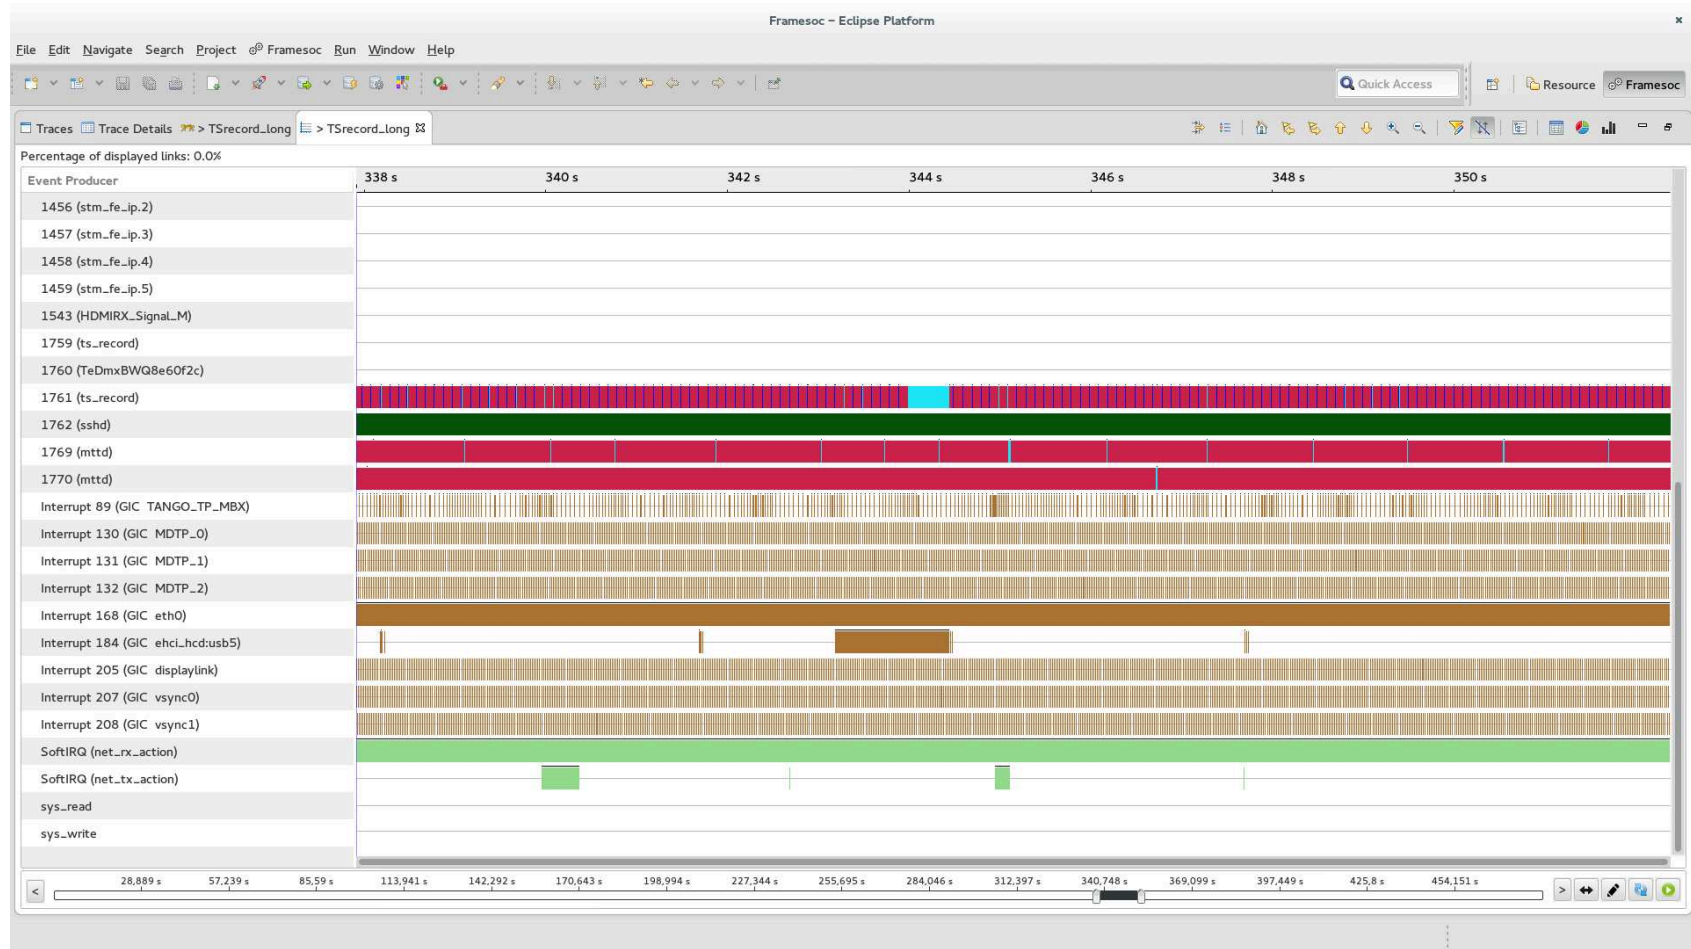 Framesoc – Eclipse Platform
File Edit Navigate Search Project Framesoc Run Window Help
Quick Access Resource Framesoc
Traces Trace Details > TSrecord_long > TSrecord_long
Percentage of displayed links: 0.0%
Event Producer 338 s 340 s 342 s 344 s 346 s 348 s 350 s
1456 (stm_fe_ip.2)
1457 (stm_fe_ip.3)
1458 (stm_fe_ip.4)
1459 (stm_fe_ip.5)
1543 (HDMIRX_Signal_M)
1759 (ts_record)
1760 (TeDmxBWQ8e60f2c)
1761 (ts_record)
1762 (sshd)
1769 (mttd)
1770 (mttd)
Interrupt 89 (GIC TANGO_TP_MBX)
Interrupt 130 (GIC MDTP_0)
Interrupt 131 (GIC MDTP_1)
Interrupt 132 (GIC MDTP_2)
Interrupt 168 (GIC eth0)
Interrupt 184 (GIC ehci_hcd:usb5)
Interrupt 205 (GIC displaylink)
Interrupt 207 (GIC vsync0)
Interrupt 208 (GIC vsync1)
SoftIRQ (net_rx_action)
SoftIRQ (net_tx_action)
sys_read
sys_write
< 28,889 s 57,239 s 85,59 s 113,941 s 142,292 s 170,643 s 198,994 s 227,344 s 255,695 s 284,046 s 312,397 s 340,748 s 369,099 s 397,449 s 425,8 s 454,151 s >